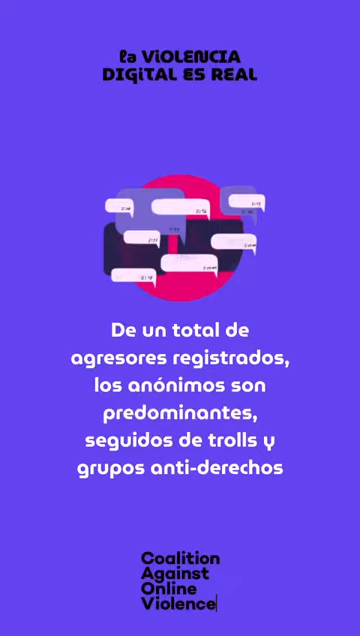 la ViOLENCIA
DIGiTAL ES REAL
De un total de
agresores registrados,
los anónimos son
predominantes,
seguidos de trolls y
grupos anti-derechos
Coalition
Against
Online
Violence